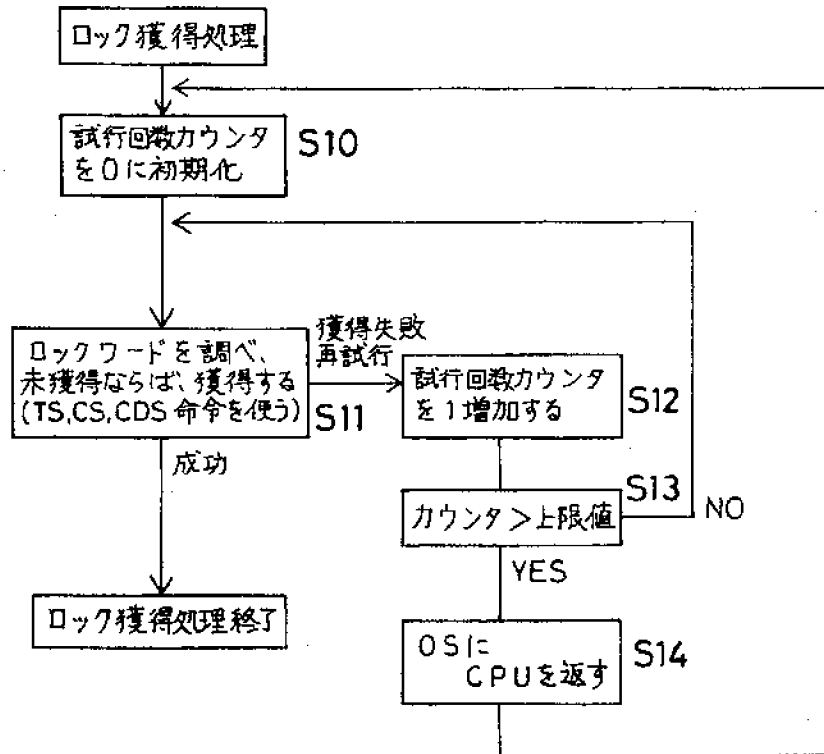 ロック獲得処理
試行回数カウンタ
を0に初期化
S10
ロックワードを調べ、
未獲得ならば、獲得する
(TS,CS,CDS命令を使う)
S11
獲得失敗
再試行
試行回数カウンタ
を1増加する
S12
成功
カウンタ>上限値
S13
NO
YES
ロック獲得処理終了
OSに
CPUを返す
S14